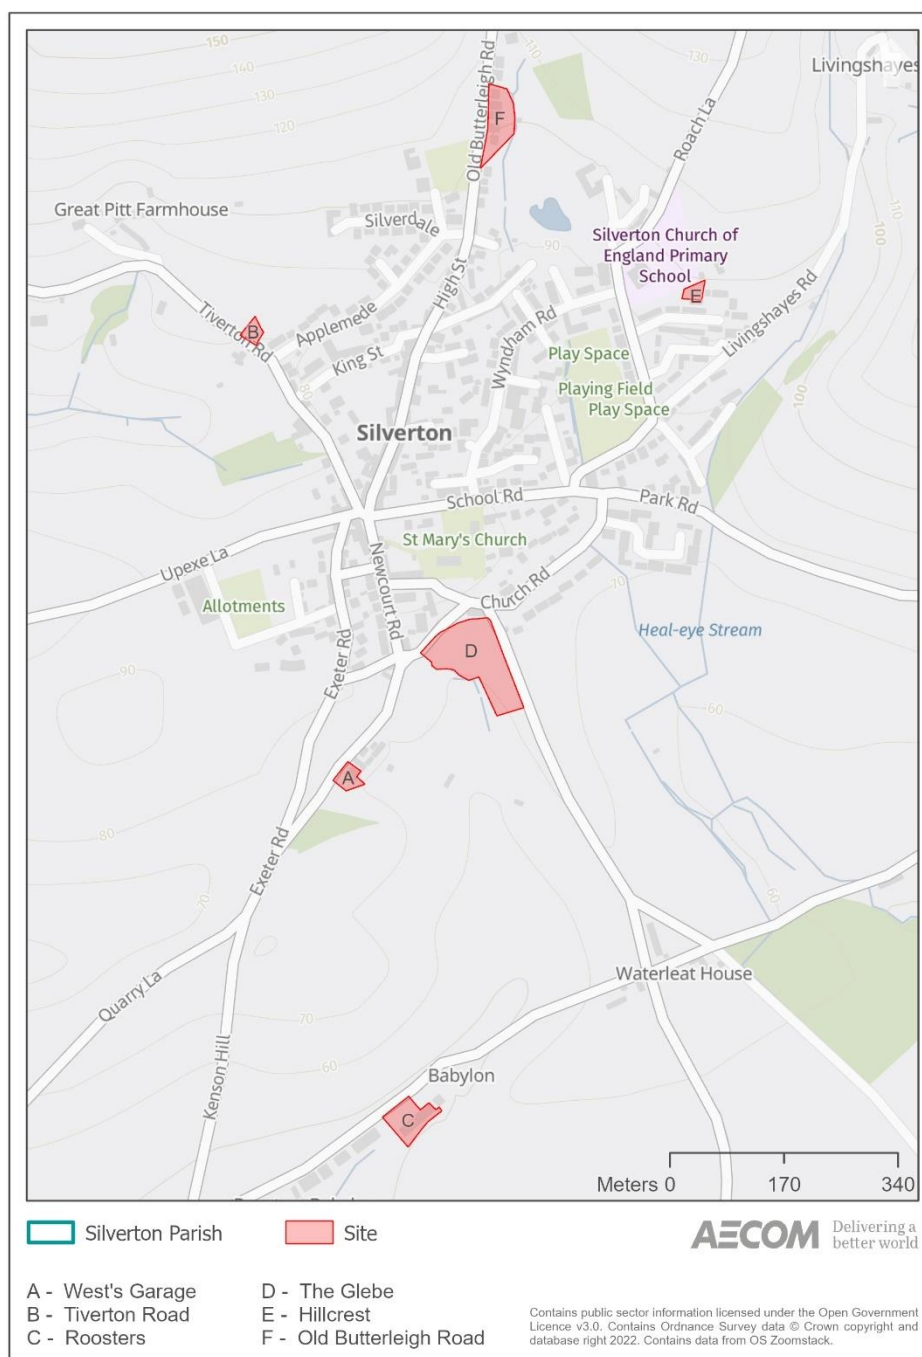 150
140
130
120
110
Old Butterleigh Rd
F
Roach La
Livingshayes
110
100
Great Pitt Farmhouse
Silverdale
High St
90
Silverton Church of
England Primary
School
E
Tiverton Rd
B
Applemede
King St
80
Wyndham Rd
Livingshayes Rd
Play Space
Playing Field
Play Space
100
Silverton
School Rd
Park Rd
Upexe La
St Mary's Church
Newcourt Rd
Church Rd
70
Allotments
Exeter Rd
D
Heal-eye Stream
90
60
A
80
Exeter Rd
70
60
Quarry La
Waterleat House
70
60
Kenson Hill
Babylon
C
Meters 0 170 340
Silverton Parish
Site
AECOM
Delivering a
better world
A - West's Garage
B - Tiverton Road
C - Roosters
D - The Glebe
E - Hillcrest
F - Old Butterleigh Road
Contains public sector information licensed under the Open Government
Licence v3.0. Contains Ordnance Survey data © Crown copyright and
database right 2022. Contains data from OS Zoomstack.